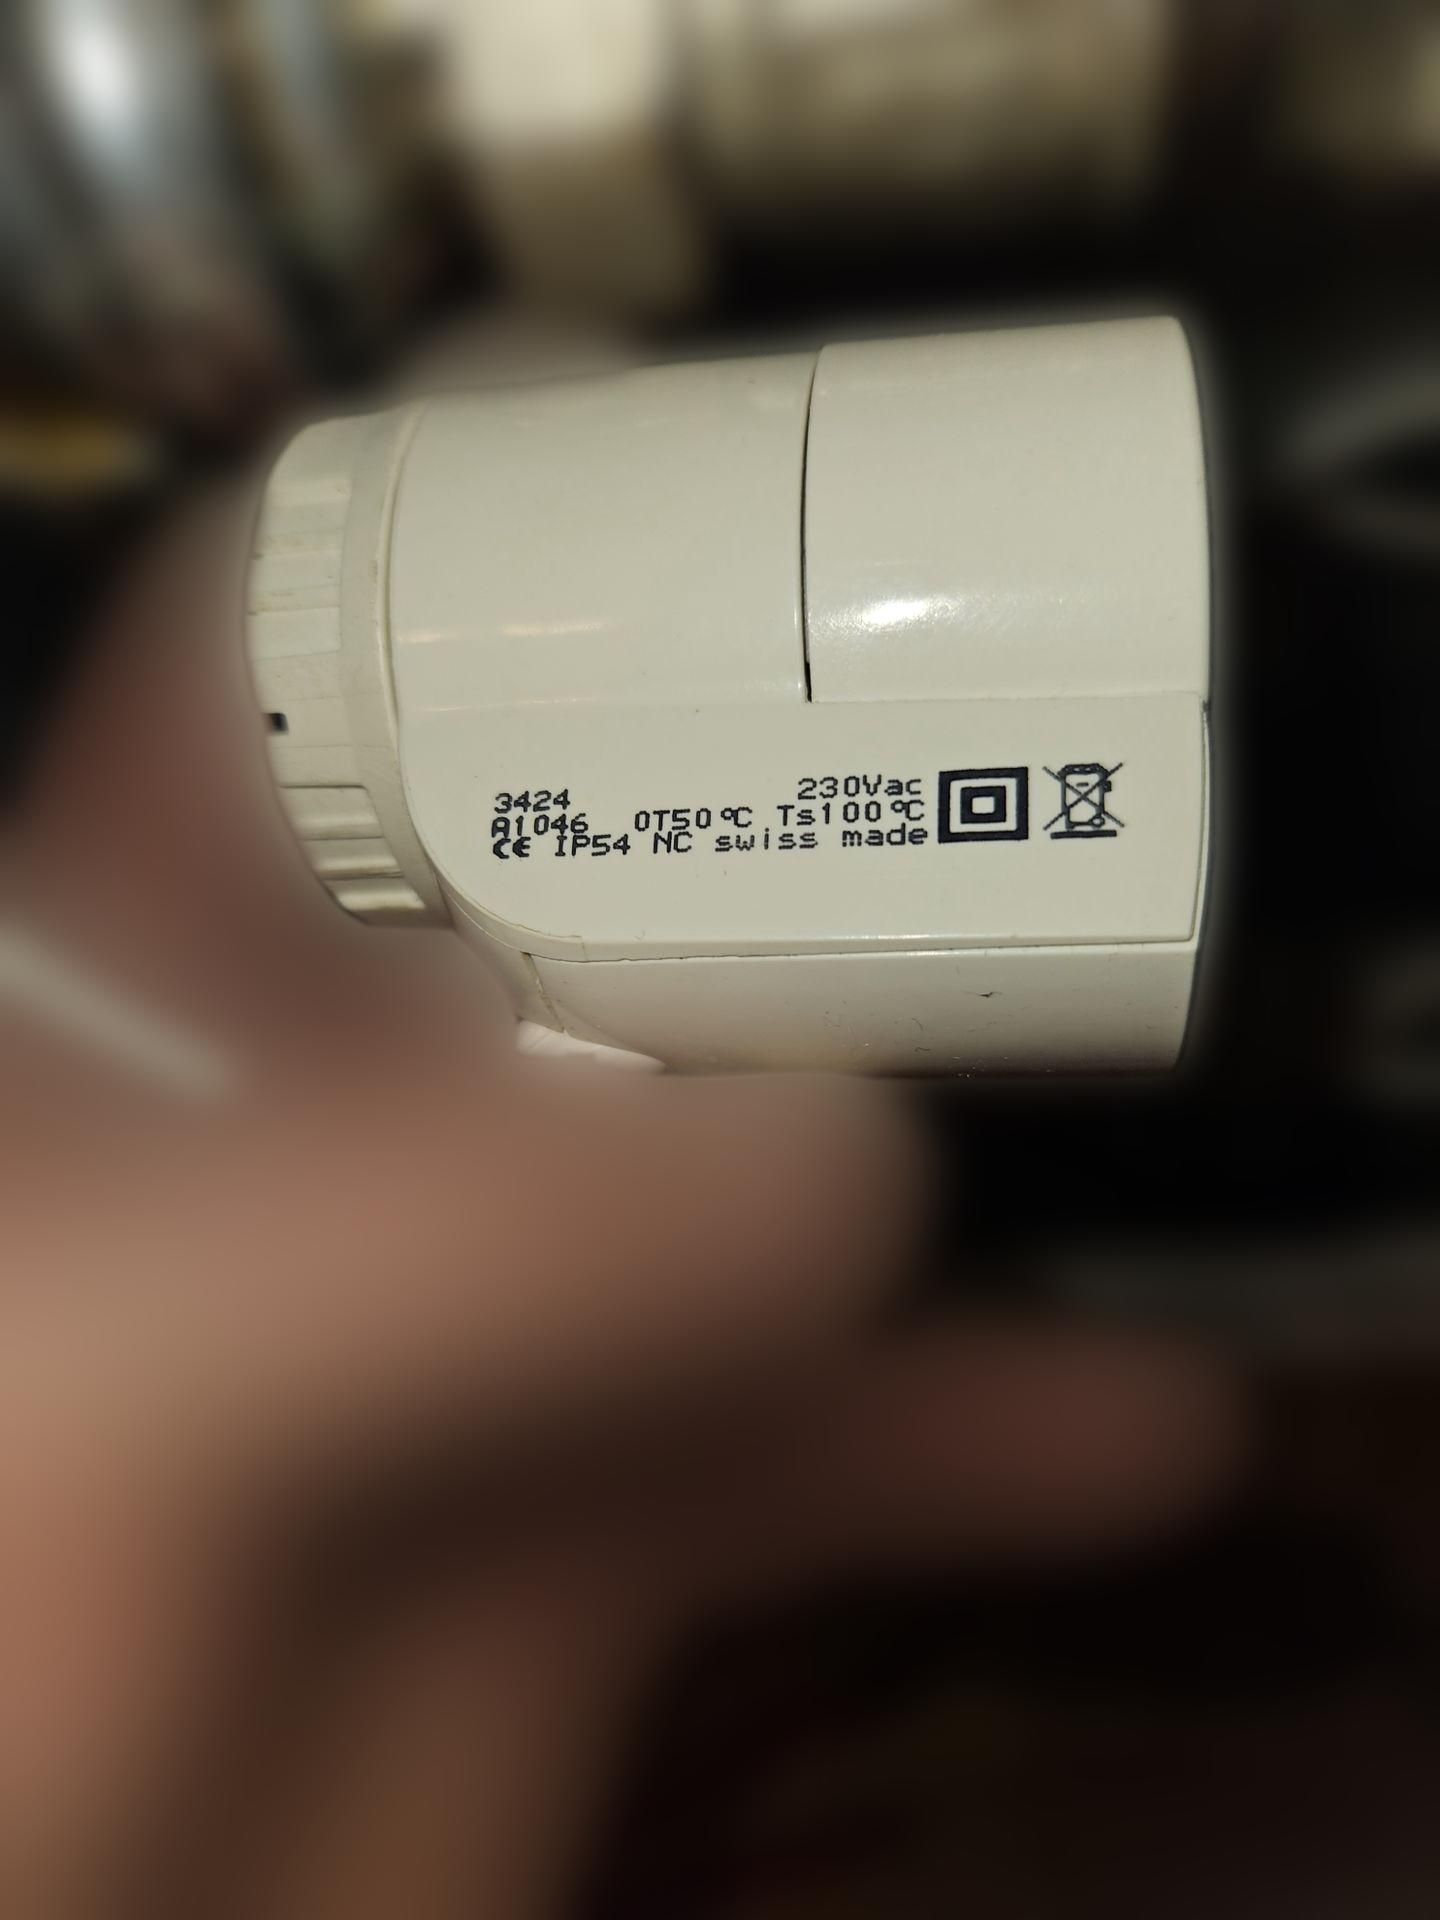 3424 230Vac
A1046 0T50°C Ts100°C
CE IP54 NC swiss made